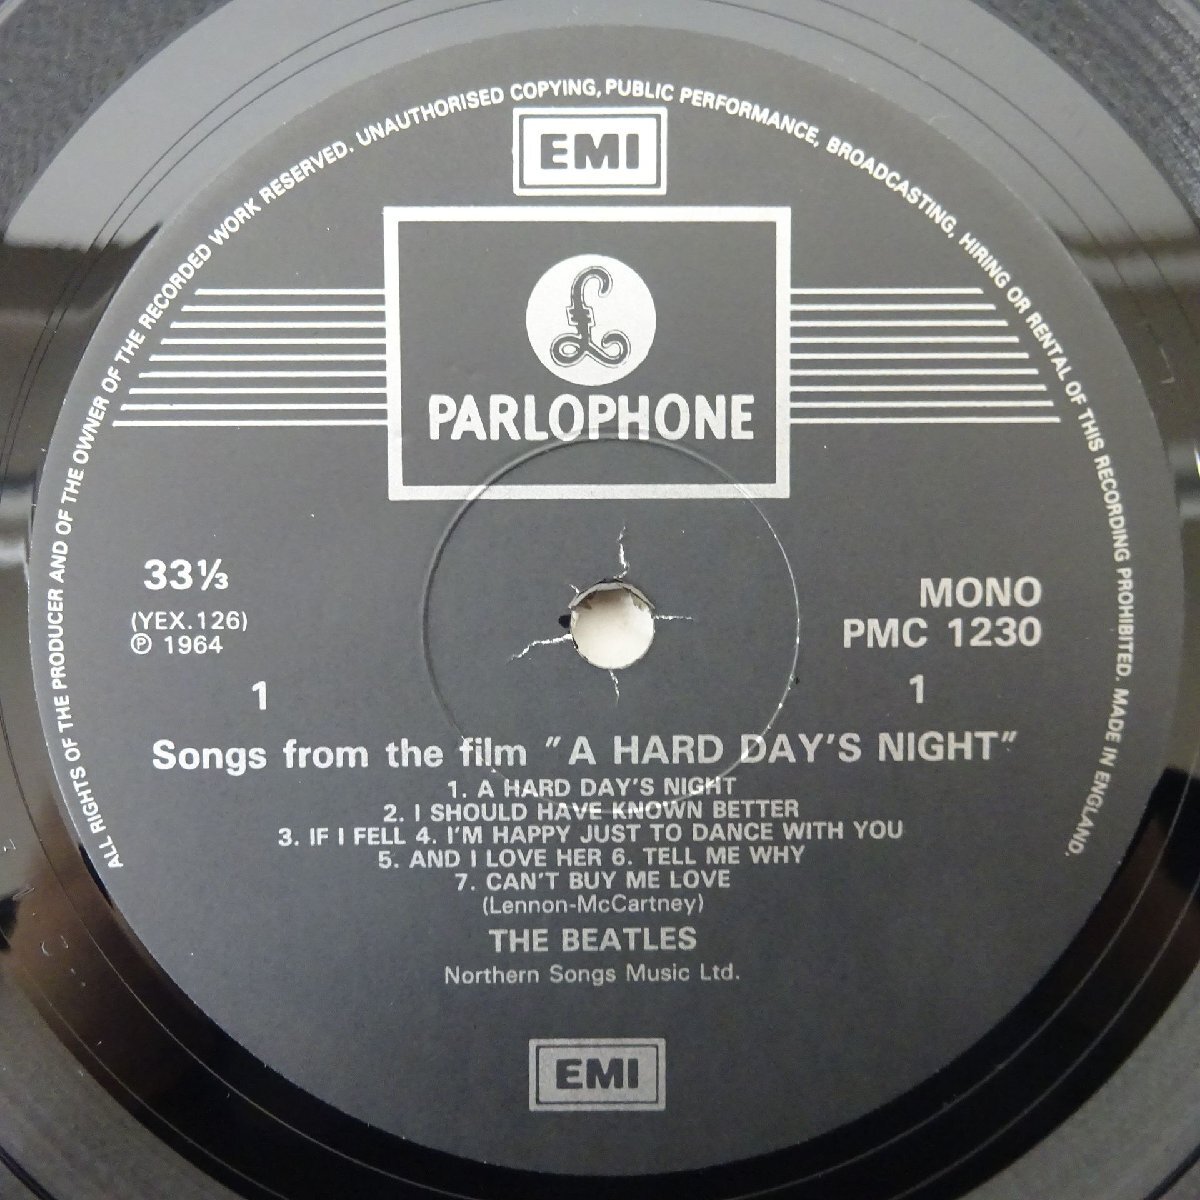 ALL RIGHTS OF THE PRODUCER AND OF THE OWNER OF THE RECORDED WORK RESERVED. UNAUTHORISED COPYING, PUBLIC PERFORMANCE, BROADCASTING, HIRING OR RENTAL OF THIS RECORDING PROHIBITED. MADE IN ENGLAND.
EMI
£
PARLOPHONE
33⅓
(YEX.126)
℗ 1964
1
MONO
PMC 1230
1
Songs from the film "A HARD DAY'S NIGHT"
1. A HARD DAY'S NIGHT
2. I SHOULD HAVE KNOWN BETTER
3. IF I FELL 4. I'M HAPPY JUST TO DANCE WITH YOU
5. AND I LOVE HER 6. TELL ME WHY
7. CAN'T BUY ME LOVE
(Lennon-McCartney)
THE BEATLES
Northern Songs Music Ltd.
EMI